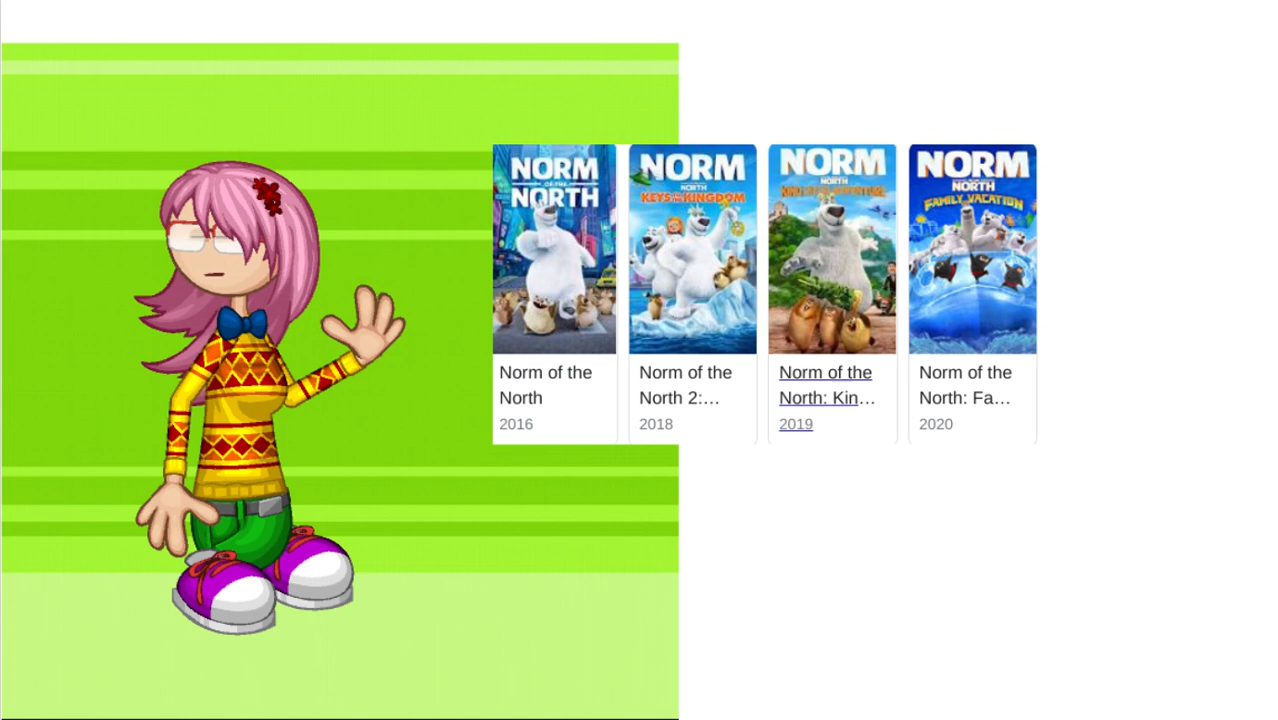 NORM
OF THE
NORTH
Norm of the
North
2016
NORM
NORTH
KEYS TO THE KINGDOM
Norm of the
North 2:...
2018
NORM
NORTH
Norm of the
North: Kin...
2019
NORM
NORTH
FAMILY VACATION
Norm of the
North: Fa...
2020